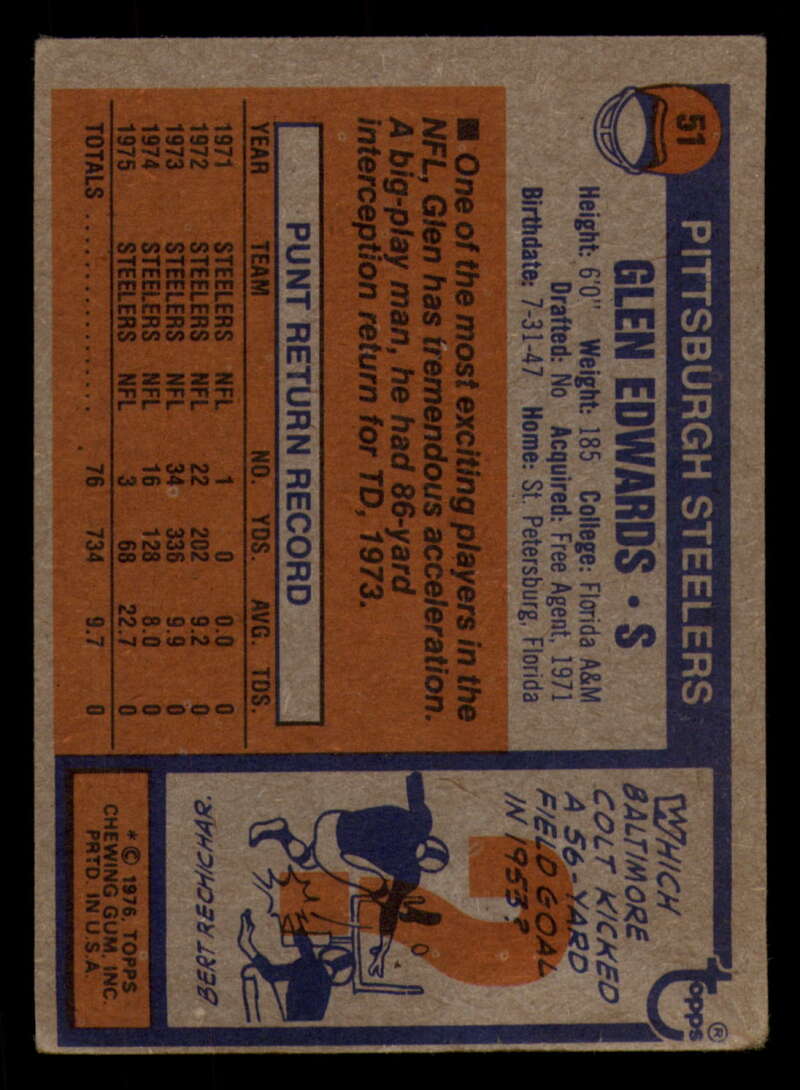 51
PITTSBURGH STEELERS
GLEN EDWARDS • S
Height: 6'0" Weight: 185 College: Florida A&M
Drafted: No Acquired: Free Agent, 1971
Birthdate: 7-31-47 Home: St. Petersburg, Florida
■ One of the most exciting players in the
NFL, Glen has tremendous acceleration.
A big-play man, he had 86-yard
interception return for TD, 1973.
PUNT RETURN RECORD
YEAR TEAM NO. YDS. AVG. TDS.
1971 STEELERS NFL 1 0 0.0 0
1972 STEELERS NFL 22 202 9.2 0
1973 STEELERS NFL 34 336 9.9 0
1974 STEELERS NFL 16 128 8.0 0
1975 STEELERS NFL 3 68 22.7 0
TOTALS .................. 76 734 9.7 0
topps®
WHICH
BALTIMORE
COLT KICKED
A 56-YARD
FIELD GOAL
IN 1953?
?
BERT RECHICHAR.
* © 1976, TOPPS
CHEWING GUM, INC.
PRTD. IN U.S.A.